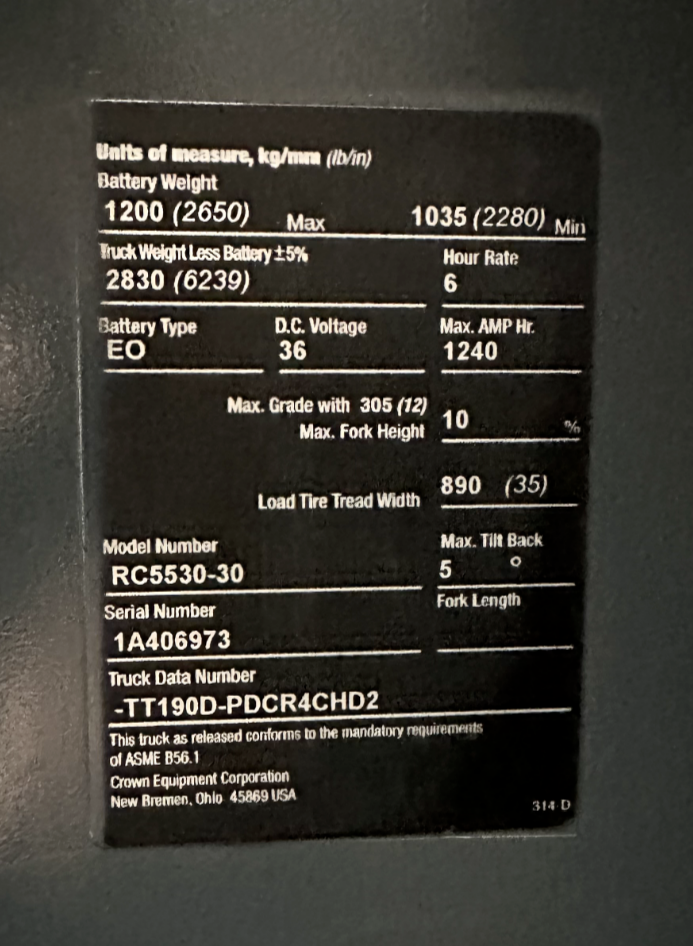 Units of measure, kg/mm (lb/in)
Battery Weight
1200 (2650) Max 1035 (2280) Min
Truck Weight Less Battery ±5% Hour Rate
2830 (6239) 6
Battery Type D.C. Voltage Max. AMP Hr.
EO 36 1240
Max. Grade with 305 (12)
Max. Fork Height 10 %
Load Tire Tread Width 890 (35)
Model Number Max. Tilt Back
RC5530-30 5 °
Serial Number Fork Length
1A406973
Truck Data Number
-TT190D-PDCR4CHD2
This truck as released conforms to the mandatory requirements
of ASME B56.1
Crown Equipment Corporation
New Bremen, Ohio 45869 USA
314 D